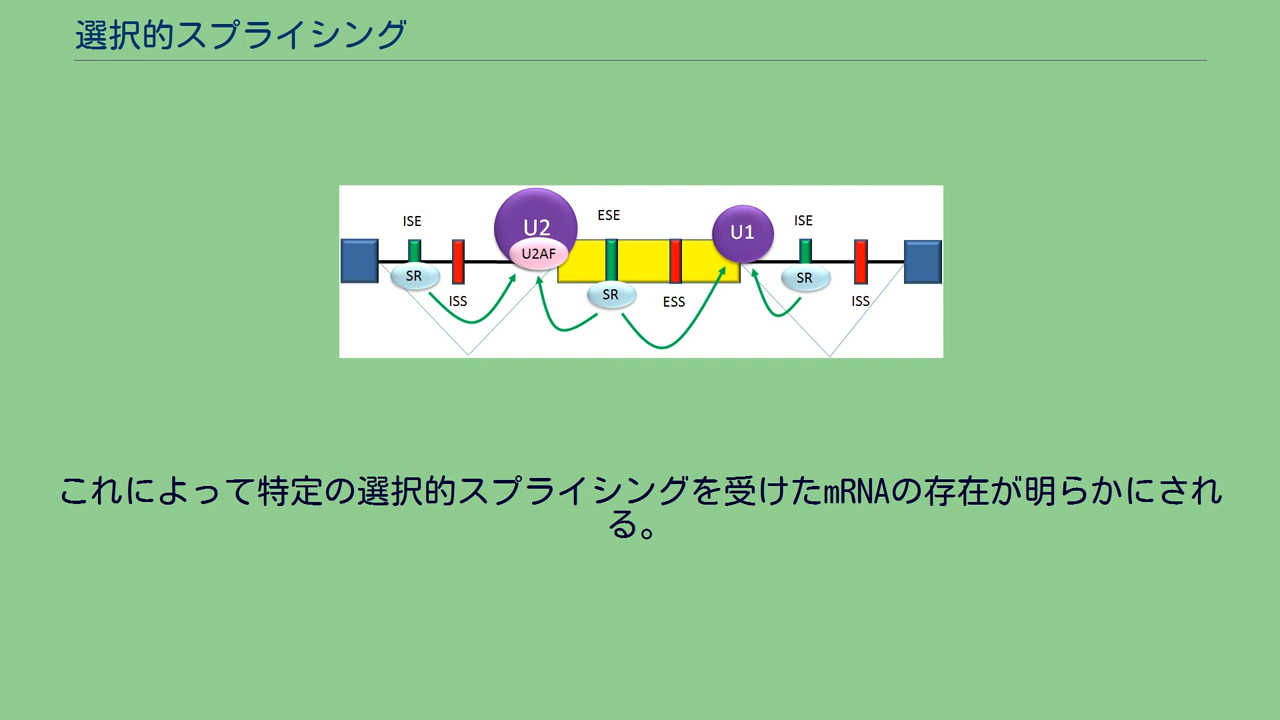 選択的スプライシング
U2
U2AF
ISE
SR
ISS
ESE
SR
ESS
U1
ISE
SR
ISS
これによって特定の選択的スプライシングを受けたmRNAの存在が明らかにされ
る。